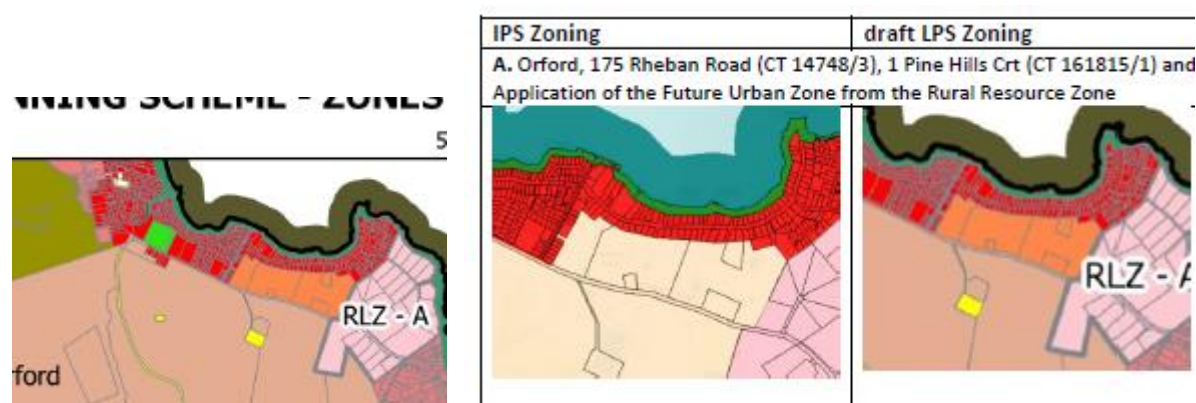 NNING SCHEME - ZONES
5
RLZ - A
ford
IPS Zoning
draft LPS Zoning
A. Orford, 175 Rheban Road (CT 14748/3), 1 Pine Hills Crt (CT 161815/1) and
Application of the Future Urban Zone from the Rural Resource Zone
RLZ - A